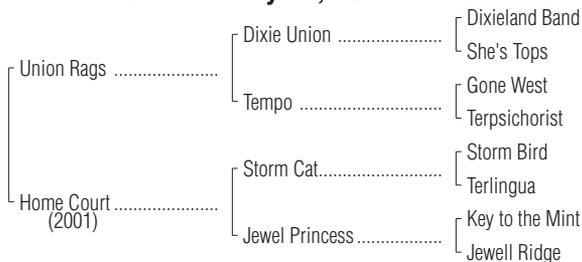 Dixieland Band
Dixie Union ....................
She's Tops
Union Rags ....................
Gone West
Tempo ...........................
Terpsichorist
Storm Bird
Storm Cat.......................
Terlingua
Home Court ....................
(2001)
Key to the Mint
Jewel Princess ................
Jewell Ridge